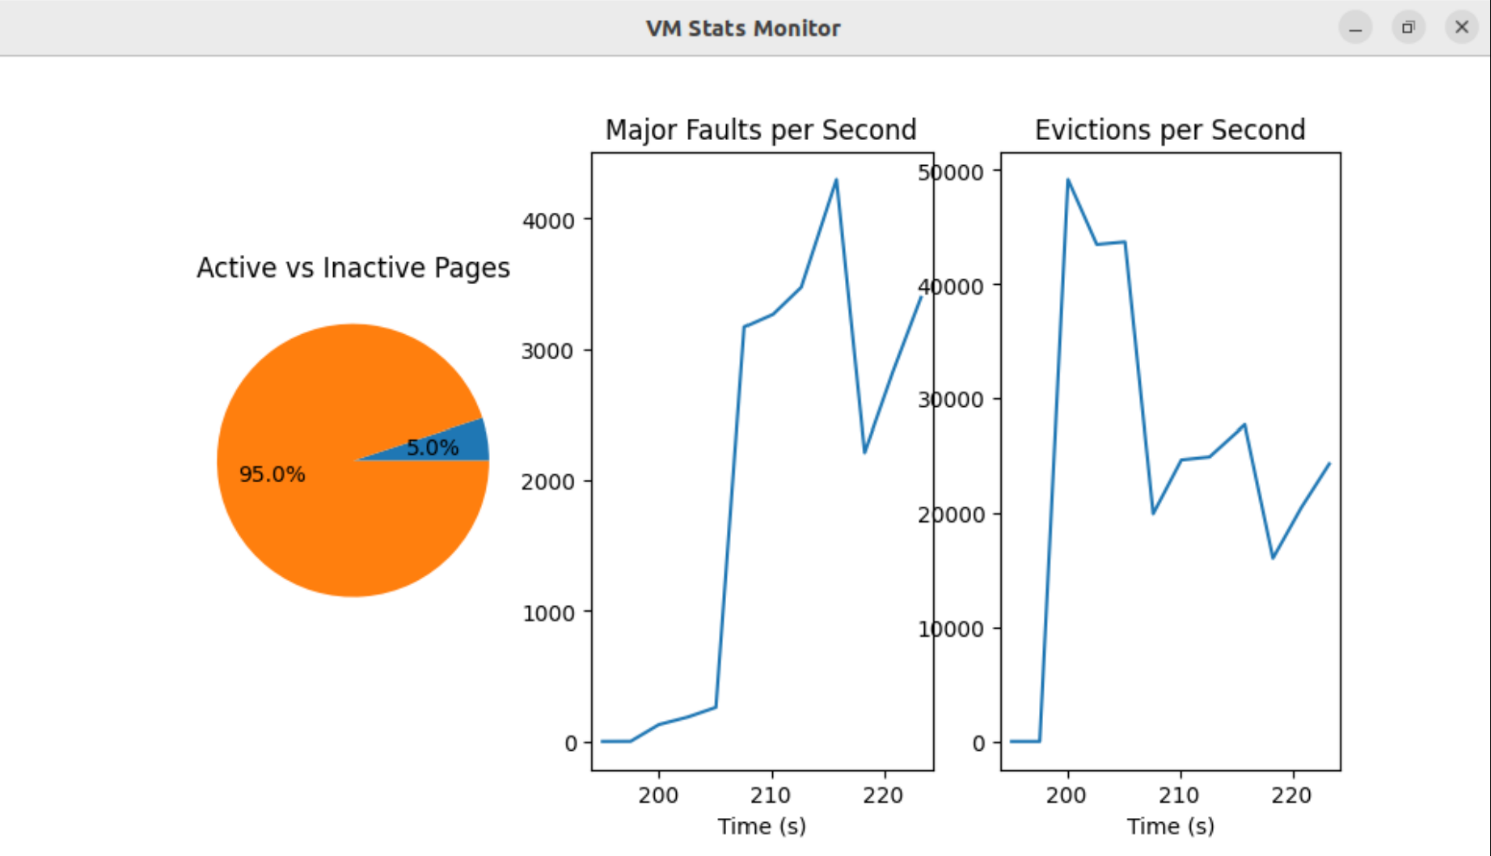 VM Stats Monitor
Active vs Inactive Pages
5.0%
95.0%
Major Faults per Second
4000
3000
2000
1000
0
200 210 220
Time (s)
Evictions per Second
50000
40000
30000
20000
10000
0
200 210 220
Time (s)